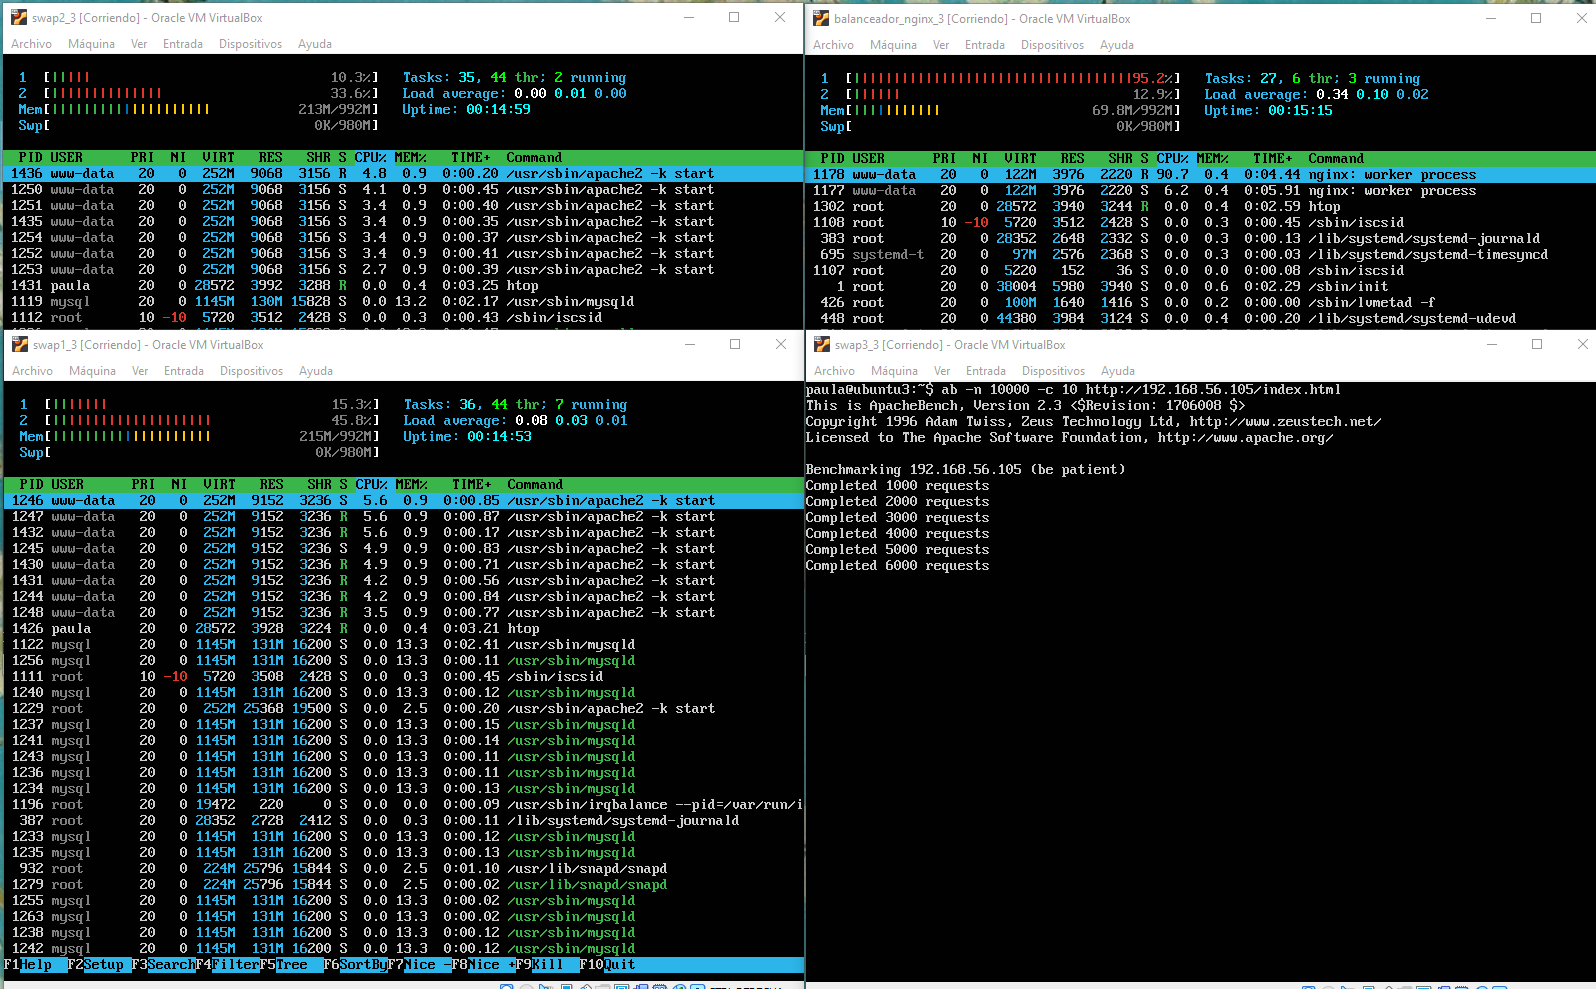 swap2_3 [Corriendo] - Oracle VM VirtualBox
Archivo Máquina Ver Entrada Dispositivos Ayuda
1 [||||| 10.3%] Tasks: 35, 44 thr; 2 running
2 [|||||||||||||| 33.6%] Load average: 0.00 0.01 0.00
Mem[|||||||||||||||||||| 213M/992M] Uptime: 00:14:59
Swp[ 0K/980M]
PID USER PRI NI VIRT RES SHR S CPU% MEM% TIME+ Command
1436 www-data 20 0 252M 9068 3156 R 4.8 0.9 0:00.20 /usr/sbin/apache2 -k start
1250 www-data 20 0 252M 9068 3156 S 4.1 0.9 0:00.45 /usr/sbin/apache2 -k start
1251 www-data 20 0 252M 9068 3156 S 3.4 0.9 0:00.40 /usr/sbin/apache2 -k start
1435 www-data 20 0 252M 9068 3156 S 3.4 0.9 0:00.35 /usr/sbin/apache2 -k start
1254 www-data 20 0 252M 9068 3156 S 3.4 0.9 0:00.37 /usr/sbin/apache2 -k start
1252 www-data 20 0 252M 9068 3156 S 3.4 0.9 0:00.41 /usr/sbin/apache2 -k start
1253 www-data 20 0 252M 9068 3156 S 2.7 0.9 0:00.39 /usr/sbin/apache2 -k start
1431 paula 20 0 28572 3992 3288 R 0.0 0.4 0:03.25 htop
1119 mysql 20 0 1145M 130M 15828 S 0.0 13.2 0:02.17 /usr/sbin/mysqld
1112 root 10 -10 5720 3512 2428 S 0.0 0.3 0:00.43 /sbin/iscsid
balanceador_nginx_3 [Corriendo] - Oracle VM VirtualBox
Archivo Máquina Ver Entrada Dispositivos Ayuda
1 [|||||||||||||||||||||||||||||||||||95.2%] Tasks: 27, 6 thr; 3 running
2 [|||||| 12.9%] Load average: 0.34 0.10 0.02
Mem[||||||||||| 69.8M/992M] Uptime: 00:15:15
Swp[ 0K/980M]
PID USER PRI NI VIRT RES SHR S CPU% MEM% TIME+ Command
1178 www-data 20 0 122M 3976 2220 R 90.7 0.4 0:04.44 nginx: worker process
1177 www-data 20 0 122M 3976 2220 S 6.2 0.4 0:05.91 nginx: worker process
1302 root 20 0 28572 3940 3244 R 0.0 0.4 0:02.59 htop
1108 root 10 -10 5720 3512 2428 S 0.0 0.3 0:00.45 /sbin/iscsid
383 root 20 0 28352 2648 2332 S 0.0 0.3 0:00.13 /lib/systemd/systemd-journald
695 systemd-t 20 0 97M 2576 2368 S 0.0 0.3 0:00.03 /lib/systemd/systemd-timesyncd
1107 root 20 0 5220 152 36 S 0.0 0.0 0:00.08 /sbin/iscsid
1 root 20 0 38004 5980 3940 S 0.0 0.6 0:02.29 /sbin/init
426 root 20 0 100M 1640 1416 S 0.0 0.2 0:00.00 /sbin/lvmetad -f
448 root 20 0 44380 3984 3124 S 0.0 0.4 0:00.20 /lib/systemd/systemd-udevd
swap1_3 [Corriendo] - Oracle VM VirtualBox
Archivo Máquina Ver Entrada Dispositivos Ayuda
1 [||||||| 15.3%] Tasks: 36, 44 thr; 7 running
2 [|||||||||||||||||||| 45.8%] Load average: 0.08 0.03 0.01
Mem[|||||||||||||||||||| 215M/992M] Uptime: 00:14:53
Swp[ 0K/980M]
PID USER PRI NI VIRT RES SHR S CPU% MEM% TIME+ Command
1246 www-data 20 0 252M 9152 3236 S 5.6 0.9 0:00.85 /usr/sbin/apache2 -k start
1247 www-data 20 0 252M 9152 3236 R 5.6 0.9 0:00.87 /usr/sbin/apache2 -k start
1432 www-data 20 0 252M 9152 3236 R 5.6 0.9 0:00.17 /usr/sbin/apache2 -k start
1245 www-data 20 0 252M 9152 3236 S 4.9 0.9 0:00.83 /usr/sbin/apache2 -k start
1430 www-data 20 0 252M 9152 3236 R 4.9 0.9 0:00.71 /usr/sbin/apache2 -k start
1431 www-data 20 0 252M 9152 3236 R 4.2 0.9 0:00.56 /usr/sbin/apache2 -k start
1244 www-data 20 0 252M 9152 3236 R 4.2 0.9 0:00.84 /usr/sbin/apache2 -k start
1248 www-data 20 0 252M 9152 3236 R 3.5 0.9 0:00.77 /usr/sbin/apache2 -k start
1426 paula 20 0 28572 3928 3224 R 0.0 0.4 0:03.21 htop
1122 mysql 20 0 1145M 131M 16200 S 0.0 13.3 0:02.41 /usr/sbin/mysqld
1256 mysql 20 0 1145M 131M 16200 S 0.0 13.3 0:00.11 /usr/sbin/mysqld
1111 root 10 -10 5720 3508 2428 S 0.0 0.3 0:00.45 /sbin/iscsid
1240 mysql 20 0 1145M 131M 16200 S 0.0 13.3 0:00.12 /usr/sbin/mysqld
1229 root 20 0 252M 25368 19500 S 0.0 2.5 0:00.20 /usr/sbin/apache2 -k start
1237 mysql 20 0 1145M 131M 16200 S 0.0 13.3 0:00.15 /usr/sbin/mysqld
1241 mysql 20 0 1145M 131M 16200 S 0.0 13.3 0:00.14 /usr/sbin/mysqld
1243 mysql 20 0 1145M 131M 16200 S 0.0 13.3 0:00.11 /usr/sbin/mysqld
1236 mysql 20 0 1145M 131M 16200 S 0.0 13.3 0:00.11 /usr/sbin/mysqld
1234 mysql 20 0 1145M 131M 16200 S 0.0 13.3 0:00.13 /usr/sbin/mysqld
1196 root 20 0 19472 220 0 S 0.0 0.0 0:00.09 /usr/sbin/irqbalance --pid=/var/run/i
387 root 20 0 28352 2728 2412 S 0.0 0.3 0:00.11 /lib/systemd/systemd-journald
1233 mysql 20 0 1145M 131M 16200 S 0.0 13.3 0:00.12 /usr/sbin/mysqld
1235 mysql 20 0 1145M 131M 16200 S 0.0 13.3 0:00.13 /usr/sbin/mysqld
932 root 20 0 224M 25796 15844 S 0.0 2.5 0:01.10 /usr/lib/snapd/snapd
1279 root 20 0 224M 25796 15844 S 0.0 2.5 0:00.02 /usr/lib/snapd/snapd
1255 mysql 20 0 1145M 131M 16200 S 0.0 13.3 0:00.02 /usr/sbin/mysqld
1263 mysql 20 0 1145M 131M 16200 S 0.0 13.3 0:00.02 /usr/sbin/mysqld
1238 mysql 20 0 1145M 131M 16200 S 0.0 13.3 0:00.12 /usr/sbin/mysqld
1242 mysql 20 0 1145M 131M 16200 S 0.0 13.3 0:00.12 /usr/sbin/mysqld
F1Help F2Setup F3SearchF4FilterF5Tree F6SortByF7Nice -F8Nice +F9Kill F10Quit
swap3_3 [Corriendo] - Oracle VM VirtualBox
Archivo Máquina Ver Entrada Dispositivos Ayuda
paula@ubuntu3:~$ ab -n 10000 -c 10 http://192.168.56.105/index.html
This is ApacheBench, Version 2.3 <$Revision: 1706008 $>
Copyright 1996 Adam Twiss, Zeus Technology Ltd, http://www.zeustech.net/
Licensed to The Apache Software Foundation, http://www.apache.org/
Benchmarking 192.168.56.105 (be patient)
Completed 1000 requests
Completed 2000 requests
Completed 3000 requests
Completed 4000 requests
Completed 5000 requests
Completed 6000 requests